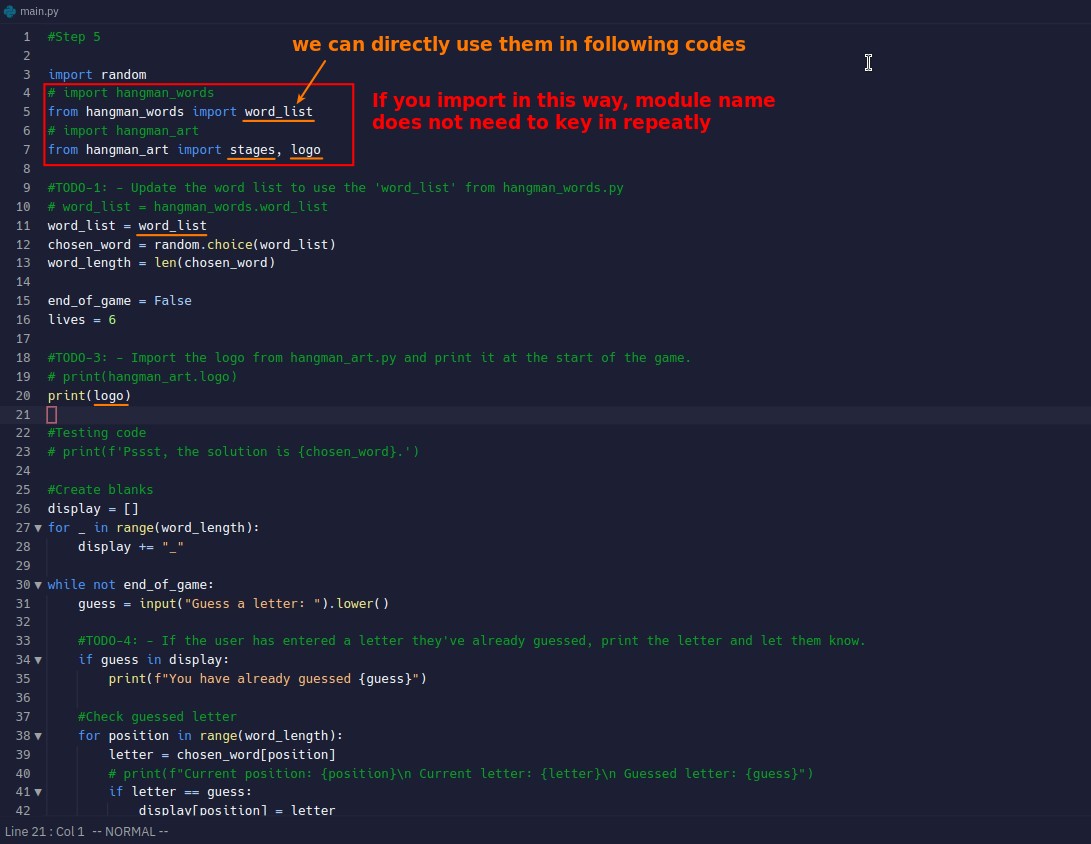 main.py
1 #Step 5
we can directly use them in following codes
2
3 import random
4 # import hangman_words
If you import in this way, module name
does not need to key in repeatly
5 from hangman_words import word_list
6 # import hangman_art
7 from hangman_art import stages, logo
8
9 #TODO-1: - Update the word list to use the 'word_list' from hangman_words.py
10 # word_list = hangman_words.word_list
11 word_list = word_list
12 chosen_word = random.choice(word_list)
13 word_length = len(chosen_word)
14
15 end_of_game = False
16 lives = 6
17
18 #TODO-3: - Import the logo from hangman_art.py and print it at the start of the game.
19 # print(hangman_art.logo)
20 print(logo)
21
22 #Testing code
23 # print(f'Pssst, the solution is {chosen_word}.')
24
25 #Create blanks
26 display = []
27 for _ in range(word_length):
28     display += "_"
29
30 while not end_of_game:
31     guess = input("Guess a letter: ").lower()
32
33     #TODO-4: - If the user has entered a letter they've already guessed, print the letter and let them know.
34     if guess in display:
35         print(f"You have already guessed {guess}")
36
37     #Check guessed letter
38     for position in range(word_length):
39         letter = chosen_word[position]
40         # print(f"Current position: {position}\n Current letter: {letter}\n Guessed letter: {guess}")
41         if letter == guess:
42             display[position] = letter
Line 21 : Col 1 -- NORMAL --